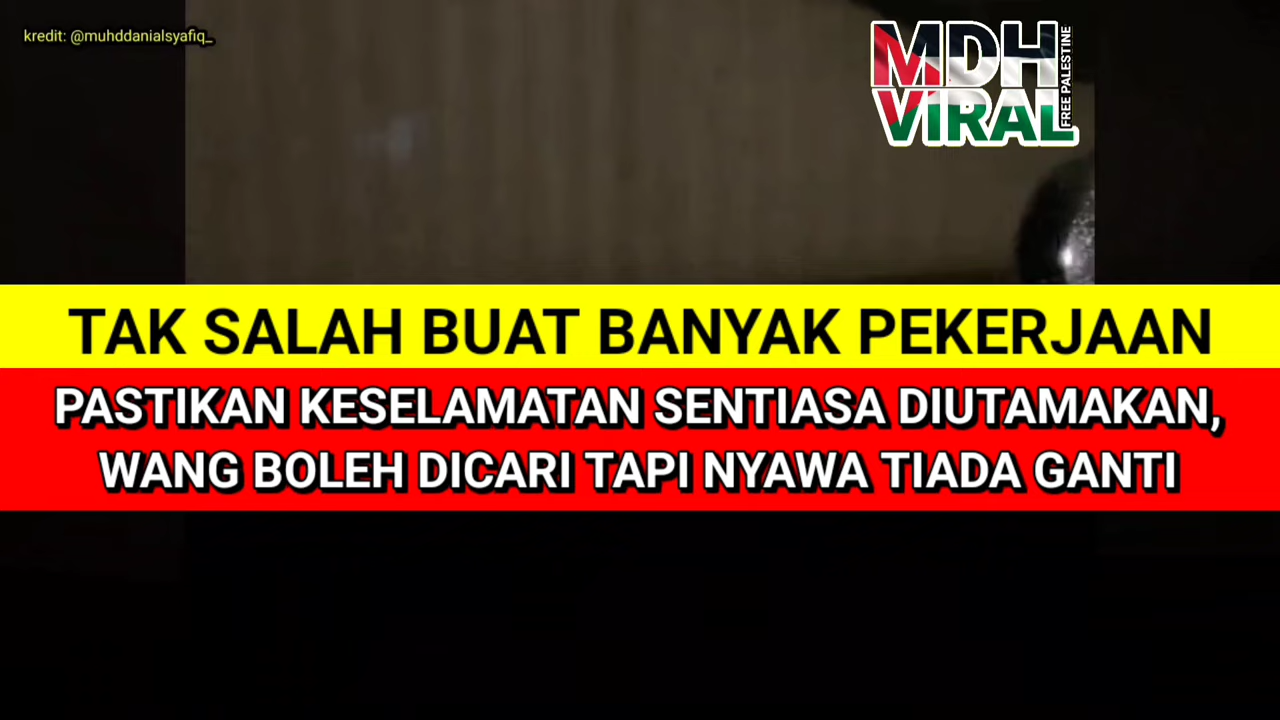 kredit: @muhddanialsyafiq_
MDH
VIRAL
FREE PALESTINE
TAK SALAH BUAT BANYAK PEKERJAAN
PASTIKAN KESELAMATAN SENTIASA DIUTAMAKAN,
WANG BOLEH DICARI TAPI NYAWA TIADA GANTI